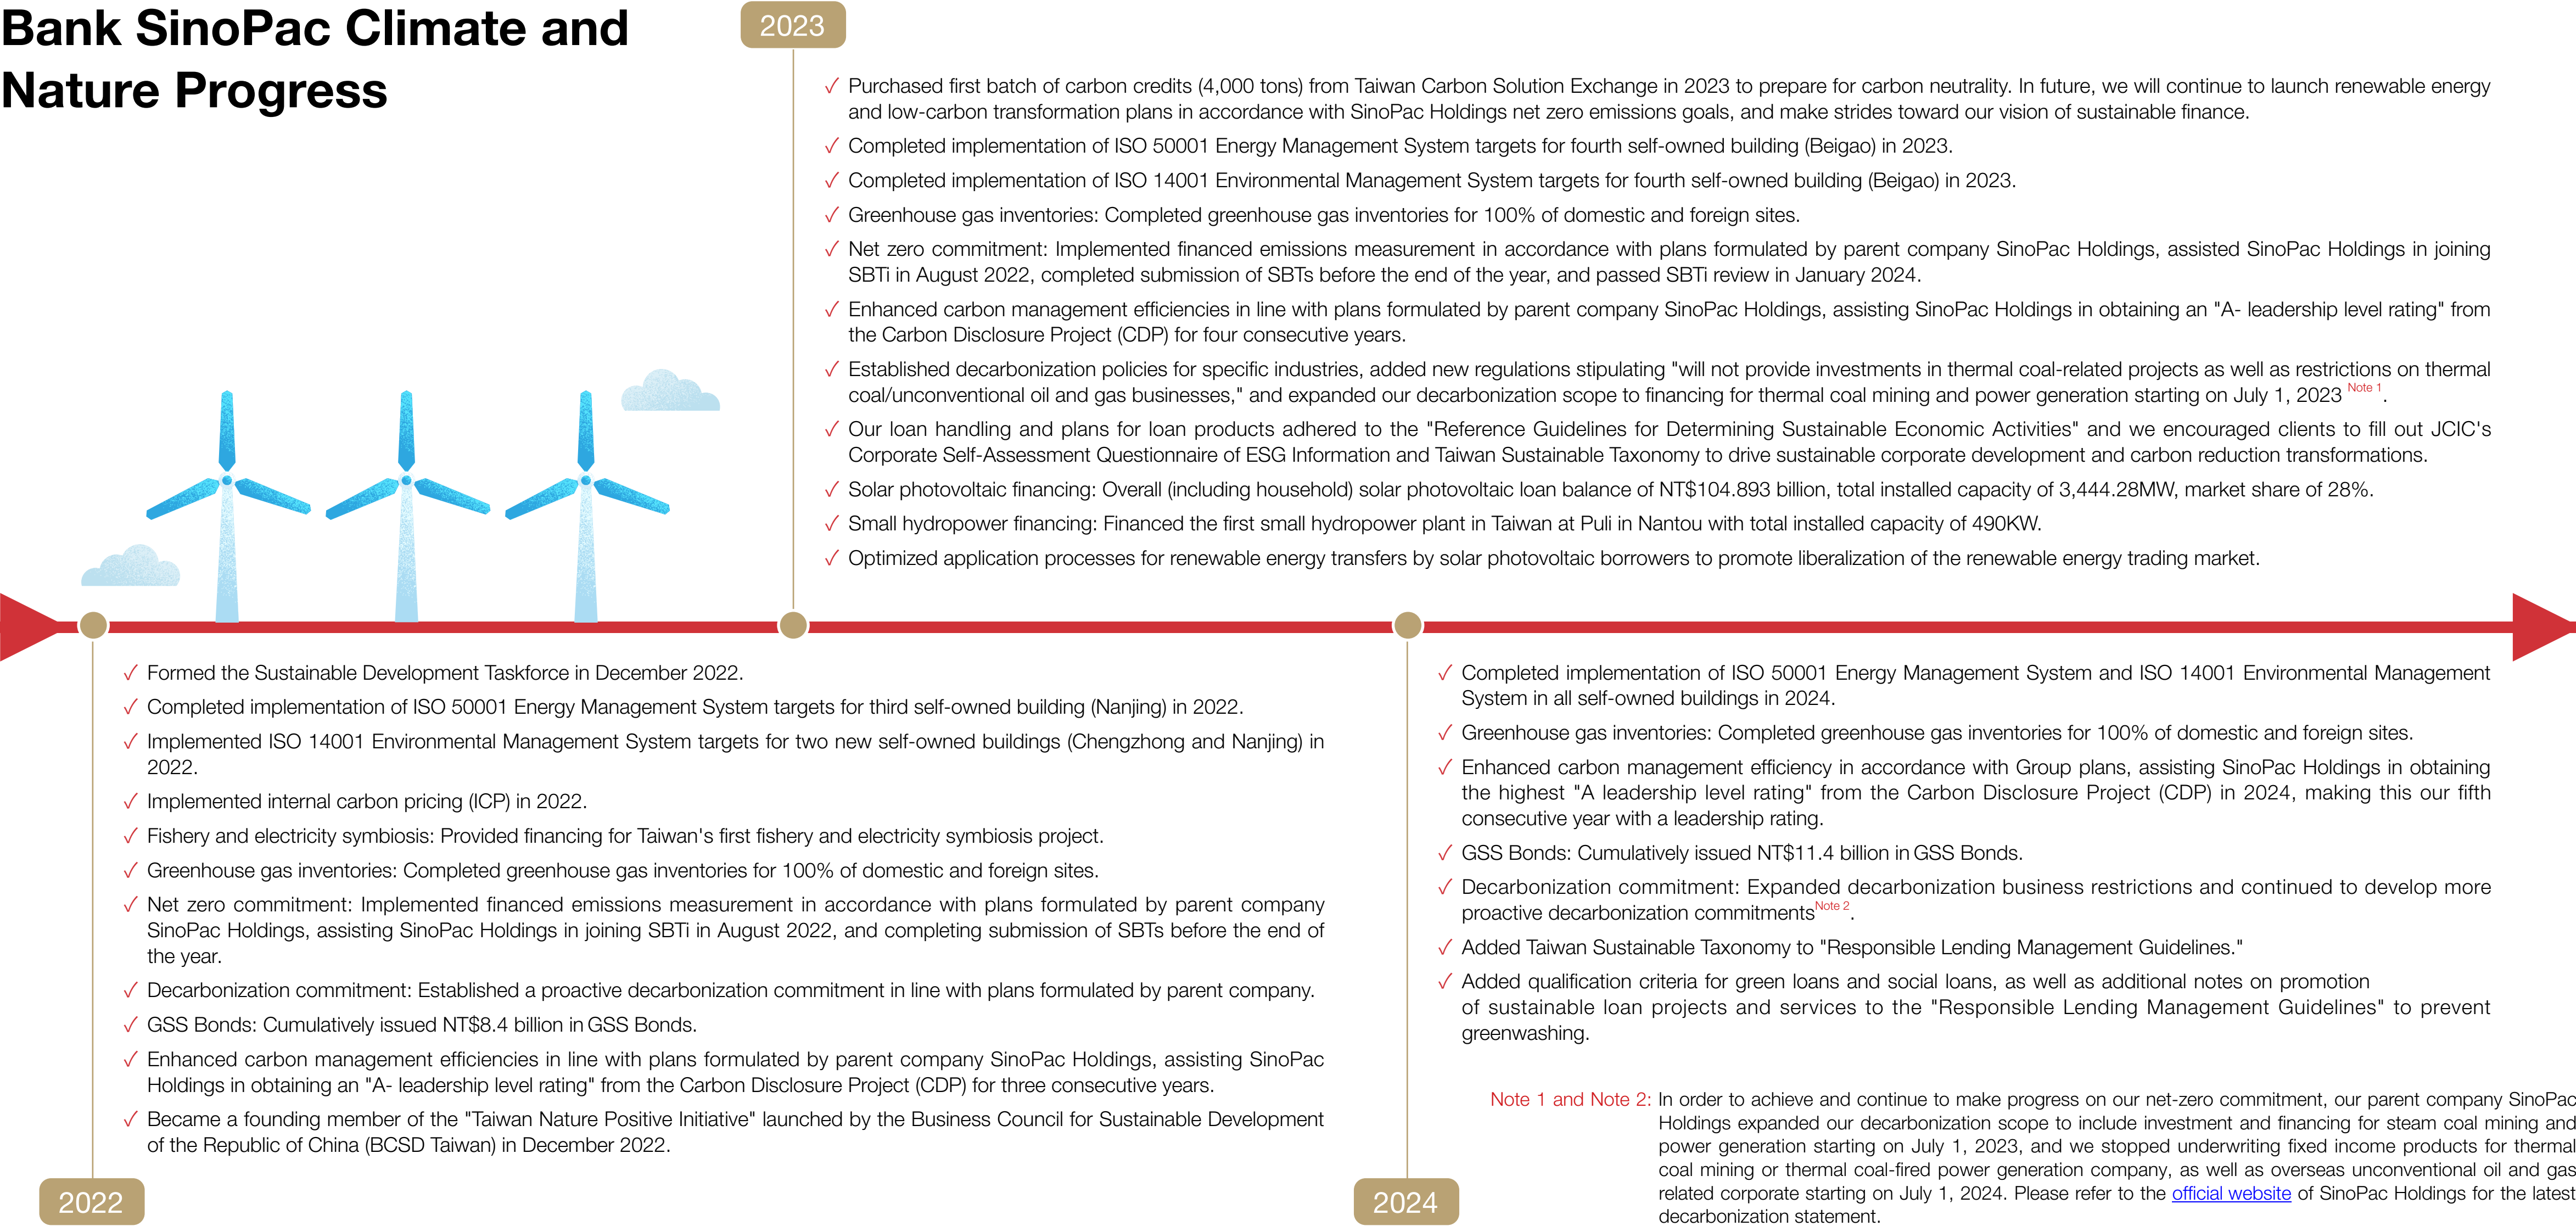 Bank SinoPac Climate and
Nature Progress
2023
✓ Purchased first batch of carbon credits (4,000 tons) from Taiwan Carbon Solution Exchange in 2023 to prepare for carbon neutrality. In future, we will continue to launch renewable energy
and low-carbon transformation plans in accordance with SinoPac Holdings net zero emissions goals, and make strides toward our vision of sustainable finance.
✓ Completed implementation of ISO 50001 Energy Management System targets for fourth self-owned building (Beigao) in 2023.
✓ Completed implementation of ISO 14001 Environmental Management System targets for fourth self-owned building (Beigao) in 2023.
✓ Greenhouse gas inventories: Completed greenhouse gas inventories for 100% of domestic and foreign sites.
✓ Net zero commitment: Implemented financed emissions measurement in accordance with plans formulated by parent company SinoPac Holdings, assisted SinoPac Holdings in joining
SBTi in August 2022, completed submission of SBTs before the end of the year, and passed SBTi review in January 2024.
✓ Enhanced carbon management efficiencies in line with plans formulated by parent company SinoPac Holdings, assisting SinoPac Holdings in obtaining an "A- leadership level rating" from
the Carbon Disclosure Project (CDP) for four consecutive years.
✓ Established decarbonization policies for specific industries, added new regulations stipulating "will not provide investments in thermal coal-related projects as well as restrictions on thermal
coal/unconventional oil and gas businesses," and expanded our decarbonization scope to financing for thermal coal mining and power generation starting on July 1, 2023 Note 1.
✓ Our loan handling and plans for loan products adhered to the "Reference Guidelines for Determining Sustainable Economic Activities" and we encouraged clients to fill out JCIC's
Corporate Self-Assessment Questionnaire of ESG Information and Taiwan Sustainable Taxonomy to drive sustainable corporate development and carbon reduction transformations.
✓ Solar photovoltaic financing: Overall (including household) solar photovoltaic loan balance of NT$104.893 billion, total installed capacity of 3,444.28MW, market share of 28%.
✓ Small hydropower financing: Financed the first small hydropower plant in Taiwan at Puli in Nantou with total installed capacity of 490KW.
✓ Optimized application processes for renewable energy transfers by solar photovoltaic borrowers to promote liberalization of the renewable energy trading market.
✓ Formed the Sustainable Development Taskforce in December 2022.
✓ Completed implementation of ISO 50001 Energy Management System targets for third self-owned building (Nanjing) in 2022.
✓ Implemented ISO 14001 Environmental Management System targets for two new self-owned buildings (Chengzhong and Nanjing) in
2022.
✓ Implemented internal carbon pricing (ICP) in 2022.
✓ Fishery and electricity symbiosis: Provided financing for Taiwan's first fishery and electricity symbiosis project.
✓ Greenhouse gas inventories: Completed greenhouse gas inventories for 100% of domestic and foreign sites.
✓ Net zero commitment: Implemented financed emissions measurement in accordance with plans formulated by parent company
SinoPac Holdings, assisting SinoPac Holdings in joining SBTi in August 2022, and completing submission of SBTs before the end of
the year.
✓ Decarbonization commitment: Established a proactive decarbonization commitment in line with plans formulated by parent company.
✓ GSS Bonds: Cumulatively issued NT$8.4 billion in GSS Bonds.
✓ Enhanced carbon management efficiencies in line with plans formulated by parent company SinoPac Holdings, assisting SinoPac
Holdings in obtaining an "A- leadership level rating" from the Carbon Disclosure Project (CDP) for three consecutive years.
✓ Became a founding member of the "Taiwan Nature Positive Initiative" launched by the Business Council for Sustainable Development
of the Republic of China (BCSD Taiwan) in December 2022.
2022
✓ Completed implementation of ISO 50001 Energy Management System and ISO 14001 Environmental Management
System in all self-owned buildings in 2024.
✓ Greenhouse gas inventories: Completed greenhouse gas inventories for 100% of domestic and foreign sites.
✓ Enhanced carbon management efficiency in accordance with Group plans, assisting SinoPac Holdings in obtaining
the highest "A leadership level rating" from the Carbon Disclosure Project (CDP) in 2024, making this our fifth
consecutive year with a leadership rating.
✓ GSS Bonds: Cumulatively issued NT$11.4 billion in GSS Bonds.
✓ Decarbonization commitment: Expanded decarbonization business restrictions and continued to develop more
proactive decarbonization commitmentsNote 2.
✓ Added Taiwan Sustainable Taxonomy to "Responsible Lending Management Guidelines."
✓ Added qualification criteria for green loans and social loans, as well as additional notes on promotion
of sustainable loan projects and services to the "Responsible Lending Management Guidelines" to prevent
greenwashing.
2024
Note 1 and Note 2: In order to achieve and continue to make progress on our net-zero commitment, our parent company SinoPac
Holdings expanded our decarbonization scope to include investment and financing for steam coal mining and
power generation starting on July 1, 2023, and we stopped underwriting fixed income products for thermal
coal mining or thermal coal-fired power generation company, as well as overseas unconventional oil and gas
related corporate starting on July 1, 2024. Please refer to the official website of SinoPac Holdings for the latest
decarbonization statement.